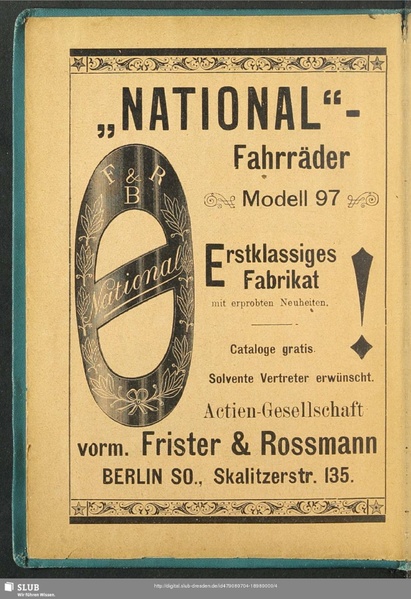 „NATIONAL“-
Fahrräder
Modell 97
F & R
B
National
Erstklassiges
Fabrikat
!
mit erprobten Neuheiten.
Cataloge gratis.
Solvente Vertreter erwünscht.
Actien-Gesellschaft
vorm. Frister & Rossmann
BERLIN SO., Skalitzerstr. 135.
SLUB
Wir führen Wissen.